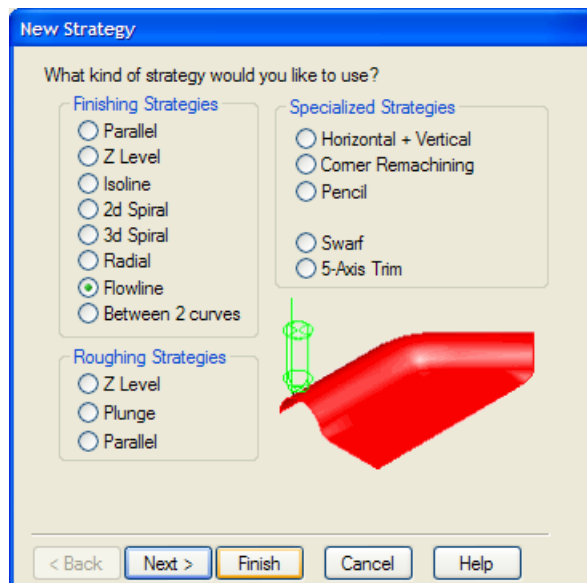 New Strategy
What kind of strategy would you like to use?
Finishing Strategies
Parallel
Z Level
Isoline
2d Spiral
3d Spiral
Radial
Flowline
Between 2 curves
Specialized Strategies
Horizontal + Vertical
Corner Remachining
Pencil
Swarf
5-Axis Trim
Roughing Strategies
Z Level
Plunge
Parallel
< Back
Next >
Finish
Cancel
Help